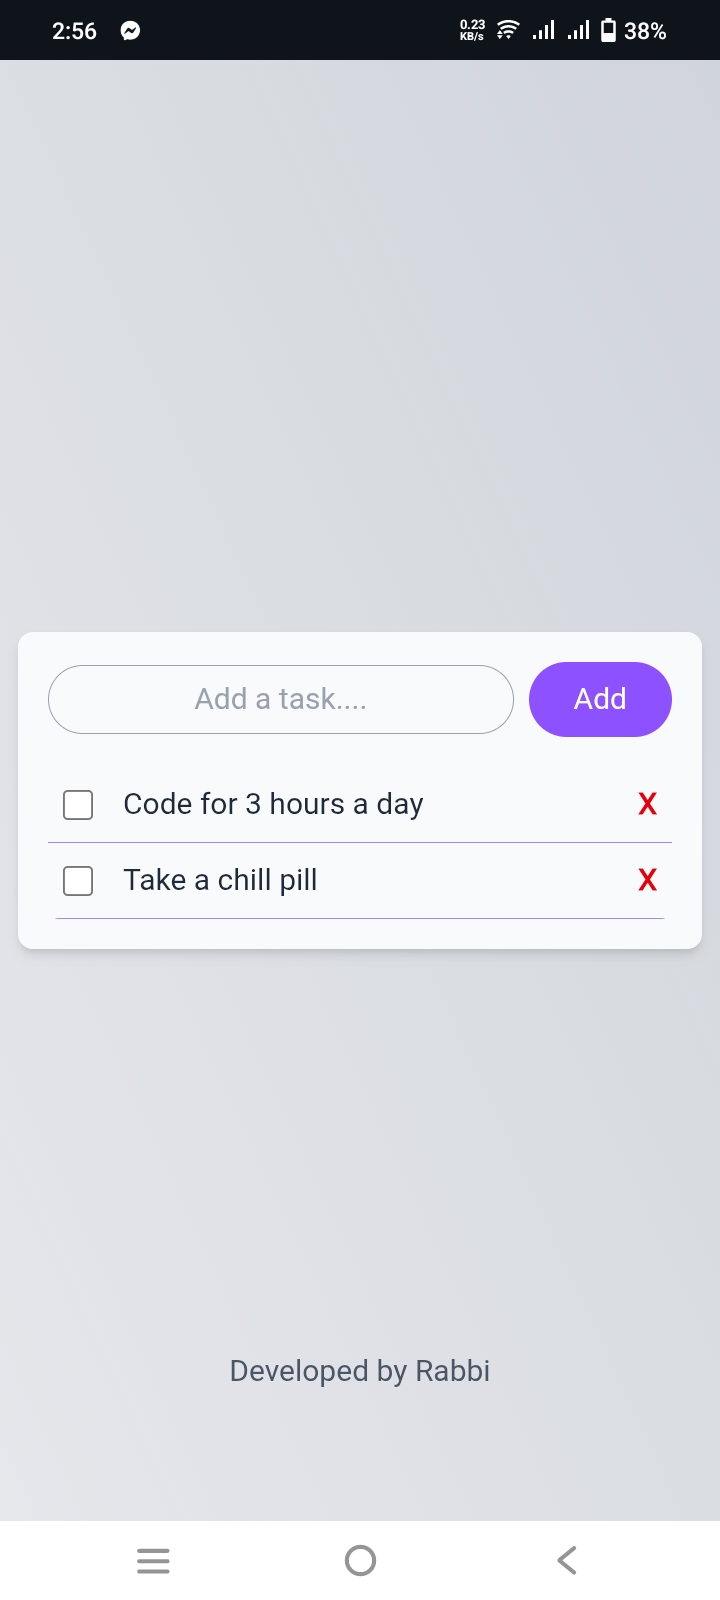 2:56
0.23
KB/s
38%
Add a task....
Add
Code for 3 hours a day
X
Take a chill pill
X
Developed by Rabbi